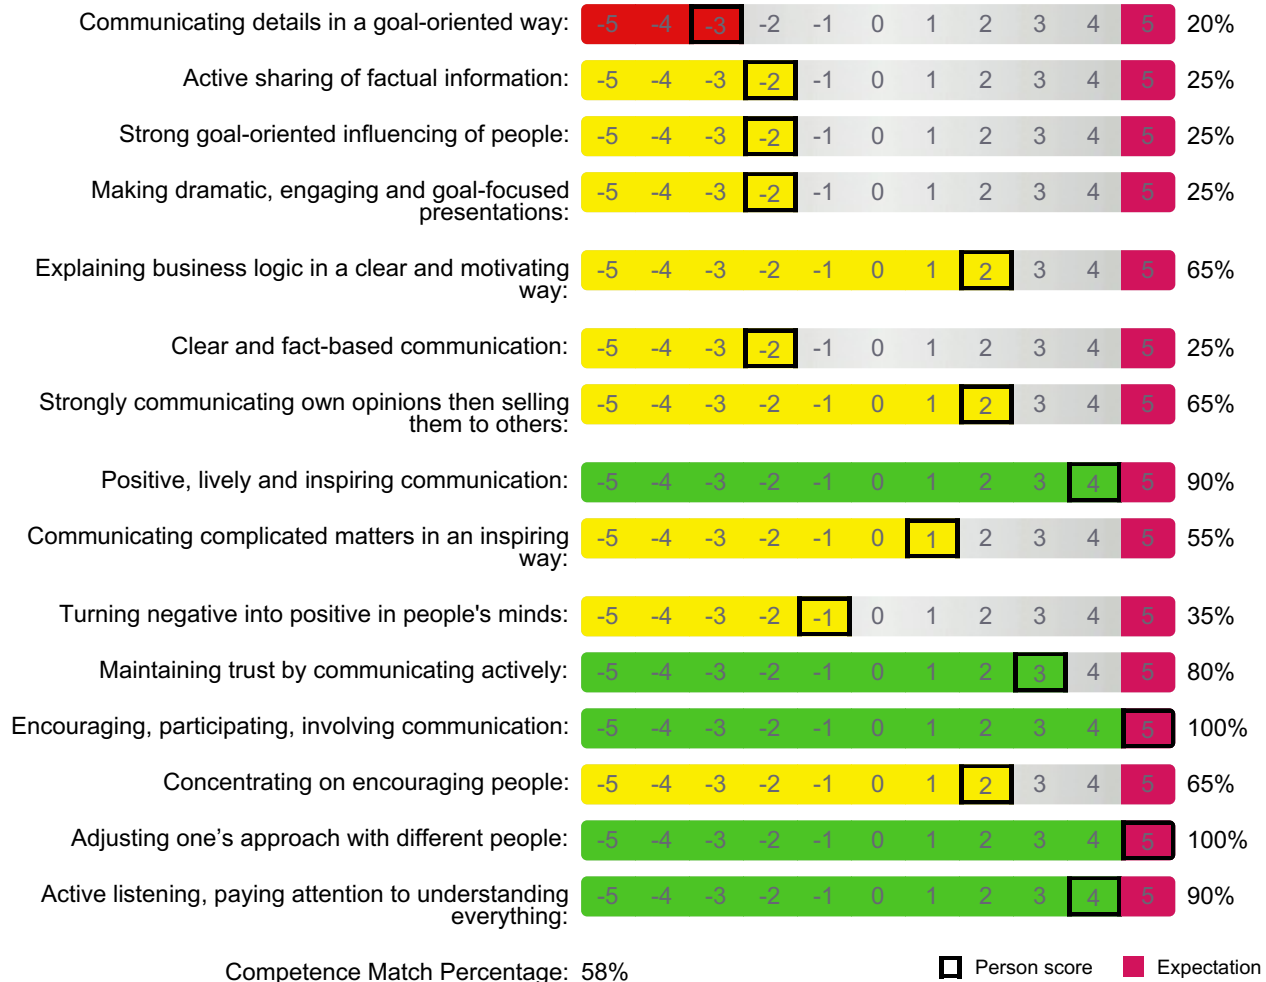 Communicating details in a goal-oriented way: -5 -4 -3 -2 -1 0 1 2 3 4 5 20%
Active sharing of factual information: -5 -4 -3 -2 -1 0 1 2 3 4 5 25%
Strong goal-oriented influencing of people: -5 -4 -3 -2 -1 0 1 2 3 4 5 25%
Making dramatic, engaging and goal-focused
presentations: -5 -4 -3 -2 -1 0 1 2 3 4 5 25%
Explaining business logic in a clear and motivating
way: -5 -4 -3 -2 -1 0 1 2 3 4 5 65%
Clear and fact-based communication: -5 -4 -3 -2 -1 0 1 2 3 4 5 25%
Strongly communicating own opinions then selling
them to others: -5 -4 -3 -2 -1 0 1 2 3 4 5 65%
Positive, lively and inspiring communication: -5 -4 -3 -2 -1 0 1 2 3 4 5 90%
Communicating complicated matters in an inspiring
way: -5 -4 -3 -2 -1 0 1 2 3 4 5 55%
Turning negative into positive in people's minds: -5 -4 -3 -2 -1 0 1 2 3 4 5 35%
Maintaining trust by communicating actively: -5 -4 -3 -2 -1 0 1 2 3 4 5 80%
Encouraging, participating, involving communication: -5 -4 -3 -2 -1 0 1 2 3 4 5 100%
Concentrating on encouraging people: -5 -4 -3 -2 -1 0 1 2 3 4 5 65%
Adjusting one’s approach with different people: -5 -4 -3 -2 -1 0 1 2 3 4 5 100%
Active listening, paying attention to understanding
everything: -5 -4 -3 -2 -1 0 1 2 3 4 5 90%
Competence Match Percentage: 58% Person score Expectation